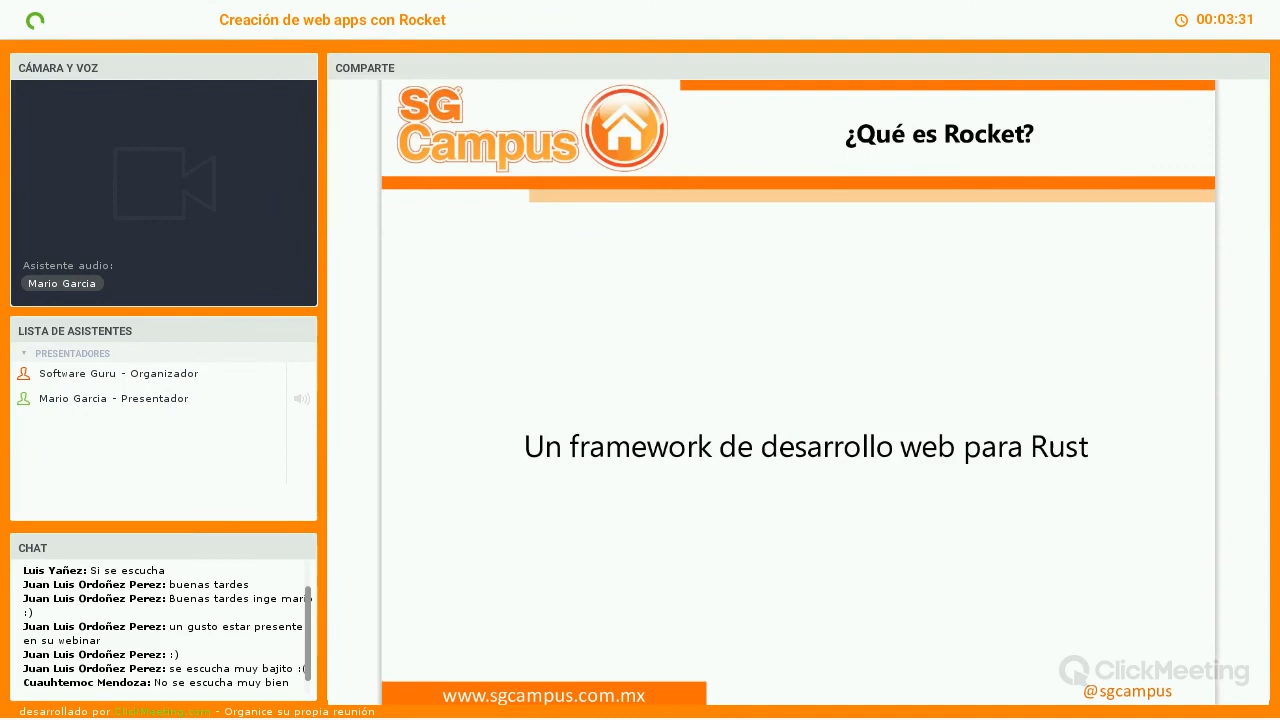 Creación de web apps con Rocket
00:03:31
CÁMARA Y VOZ
Asistente audio:
Mario Garcia
LISTA DE ASISTENTES
PRESENTADORES
Software Guru - Organizador
Mario Garcia - Presentador
CHAT
Luis Yañez: Si se escucha
Juan Luis Ordoñez Perez: buenas tardes
Juan Luis Ordoñez Perez: Buenas tardes inge mario
:)
Juan Luis Ordoñez Perez: un gusto estar presente
en su webinar
Juan Luis Ordoñez Perez: :)
Juan Luis Ordoñez Perez: se escucha muy bajito :(
Cuauhtemoc Mendoza: No se escucha muy bien
desarrollado por ClickMeeting.com - Organice su propia reunión
COMPARTE
SG
Campus
¿Qué es Rocket?
Un framework de desarrollo web para Rust
www.sgcampus.com.mx
ClickMeeting
@sgcampus